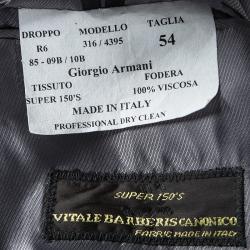 DROPPO MODELLO TAGLIA
R6 316 / 4395 54
85 - 09B / 10B
Giorgio Armani
TISSUTO FODERA
SUPER 150'S 100% VISCOSA
MADE IN ITALY
PROFESSIONAL DRY CLEAN
SUPER 150'S
VITALE BARBERIS CANONICO
FABRIC MADE IN ITALY